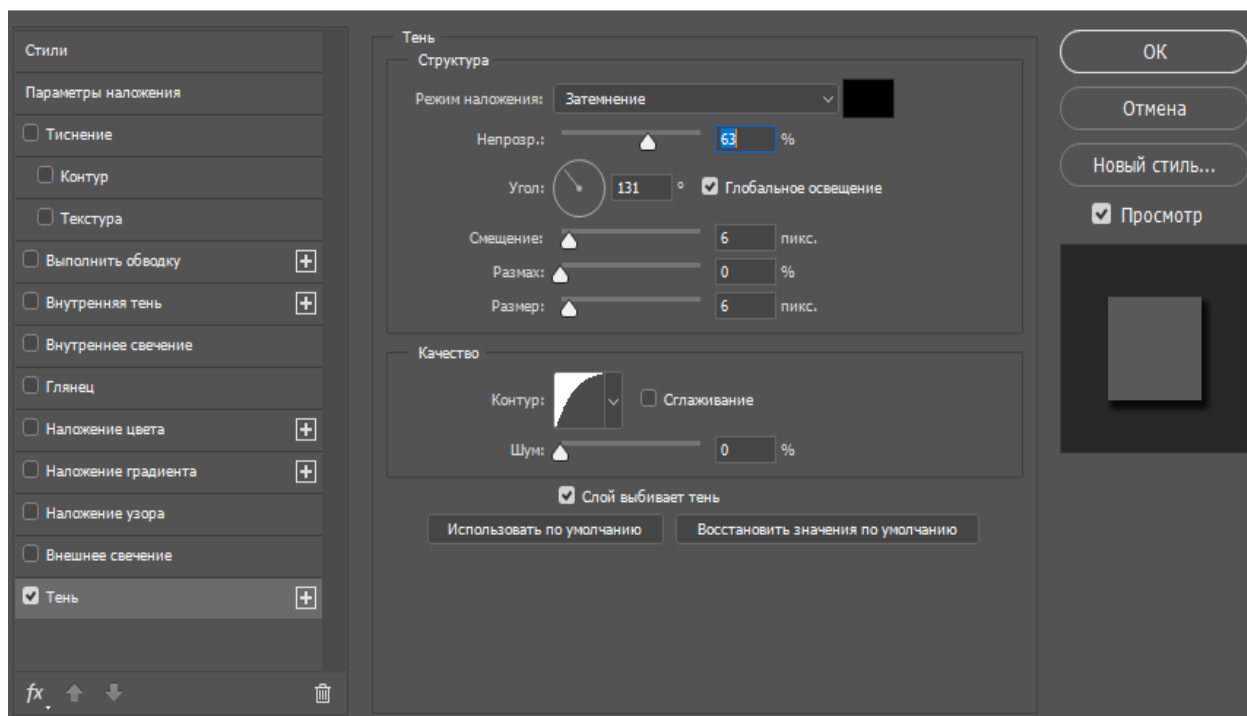 Стили
Параметры наложения
Тиснение
Контур
Текстура
Выполнить обводку
Внутренняя тень
Внутреннее свечение
Глянец
Наложение цвета
Наложение градиента
Наложение узора
Внешнее свечение
Тень
fx
Тень
Структура
Режим наложения: Затемнение
Непрозр.: 63 %
Угол: 131 ° Глобальное освещение
Смещение: 6 пикс.
Размах: 0 %
Размер: 6 пикс.
Качество
Контур: Сглаживание
Шум: 0 %
Слой выбивает тень
Использовать по умолчанию Восстановить значения по умолчанию
ОК
Отмена
Новый стиль...
Просмотр